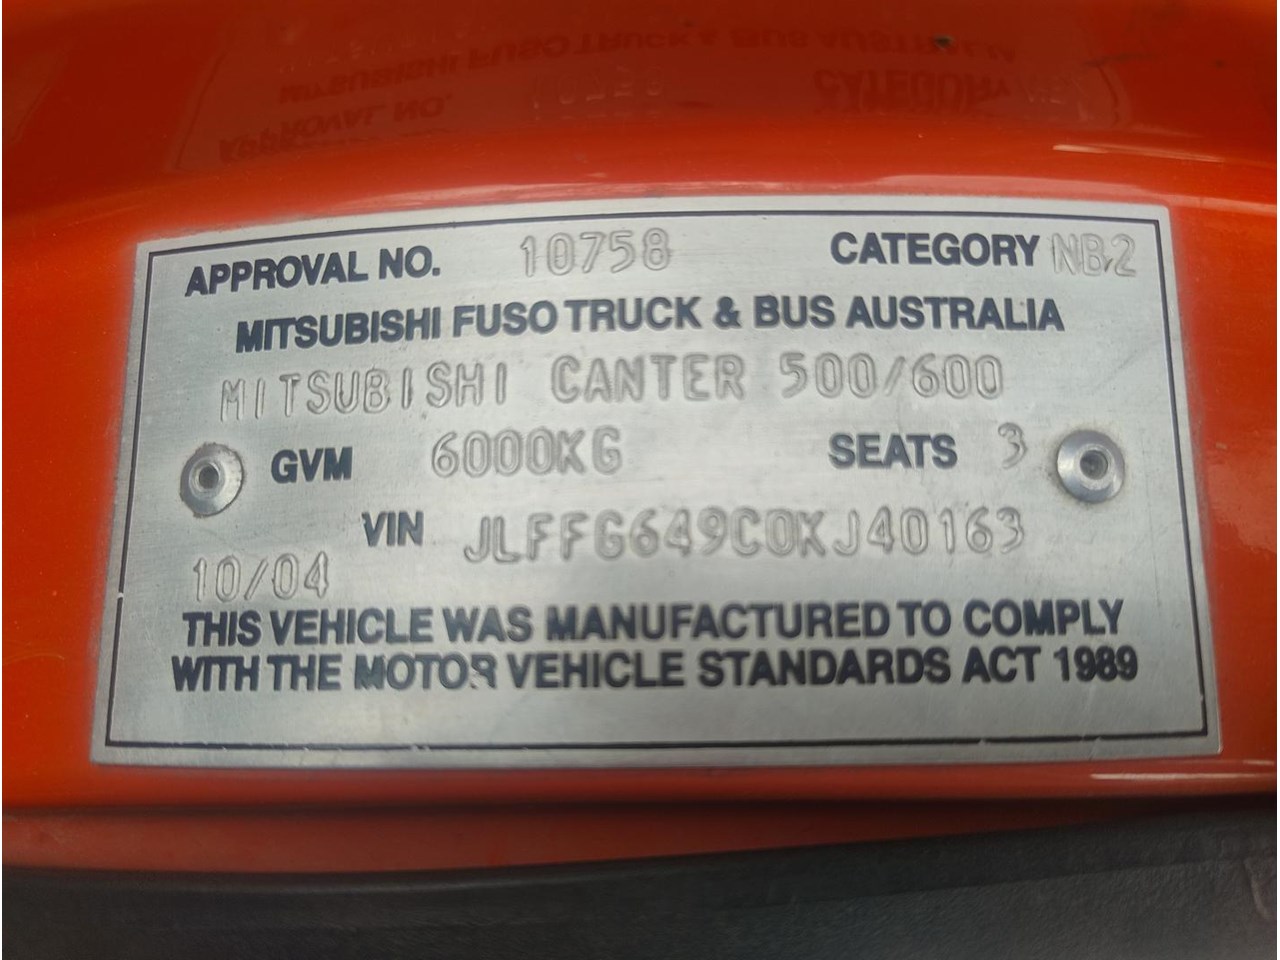 APPROVAL NO. 10758 CATEGORY NB2
MITSUBISHI FUSO TRUCK & BUS AUSTRALIA
MITSUBISHI CANTER 500/600
GVM 6000KG SEATS 3
VIN JLFFG649C0KJ40163
10/04
THIS VEHICLE WAS MANUFACTURED TO COMPLY
WITH THE MOTOR VEHICLE STANDARDS ACT 1989